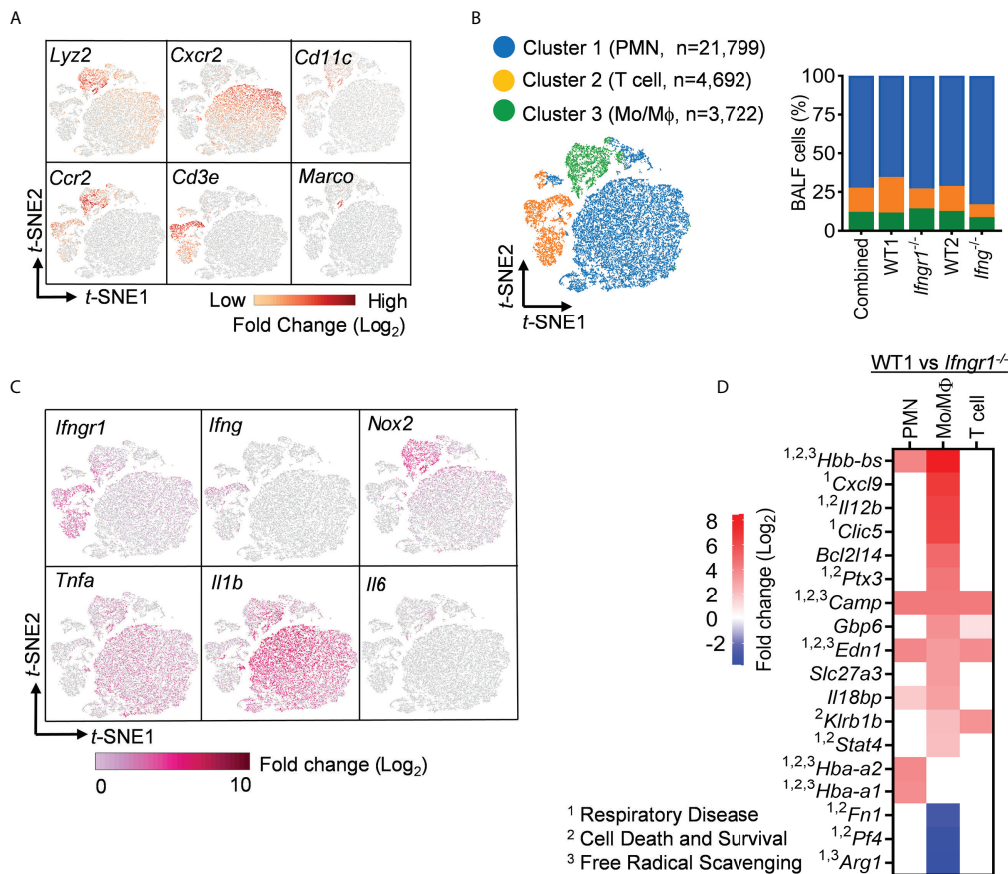 A
Lyz2
Cxcr2
Cd11c
Ccr2
Cd3e
Marco
t-SNE2
t-SNE1
Low High
Fold Change (Log2)
B
Cluster 1 (PMN, n=21,799)
Cluster 2 (T cell, n=4,692)
Cluster 3 (Mo/MΦ, n=3,722)
t-SNE2
t-SNE1
BALF cells (%)
100
75
50
25
0
Combined
WT1
Ifngr1-/-
WT2
Ifng-/-
C
Ifngr1
Ifng
Nox2
Tnfa
Il1b
Il6
t-SNE2
t-SNE1
0 10
Fold change (Log2)
D
WT1 vs Ifngr1-/-
PMN
Mo/MΦ
T cell
8
6
4
2
0
-2
Fold change (Log2)
1,2,3Hbb-bs
1Cxcl9
1,2Il12b
1Clic5
Bcl2l14
1,2Ptx3
1,2,3Camp
Gbp6
1,2,3Edn1
Slc27a3
Il18bp
2Klrb1b
1,2Stat4
1,2,3Hba-a2
1,2,3Hba-a1
1,2Fn1
1,2Pf4
1,3Arg1
1 Respiratory Disease
2 Cell Death and Survival
3 Free Radical Scavenging